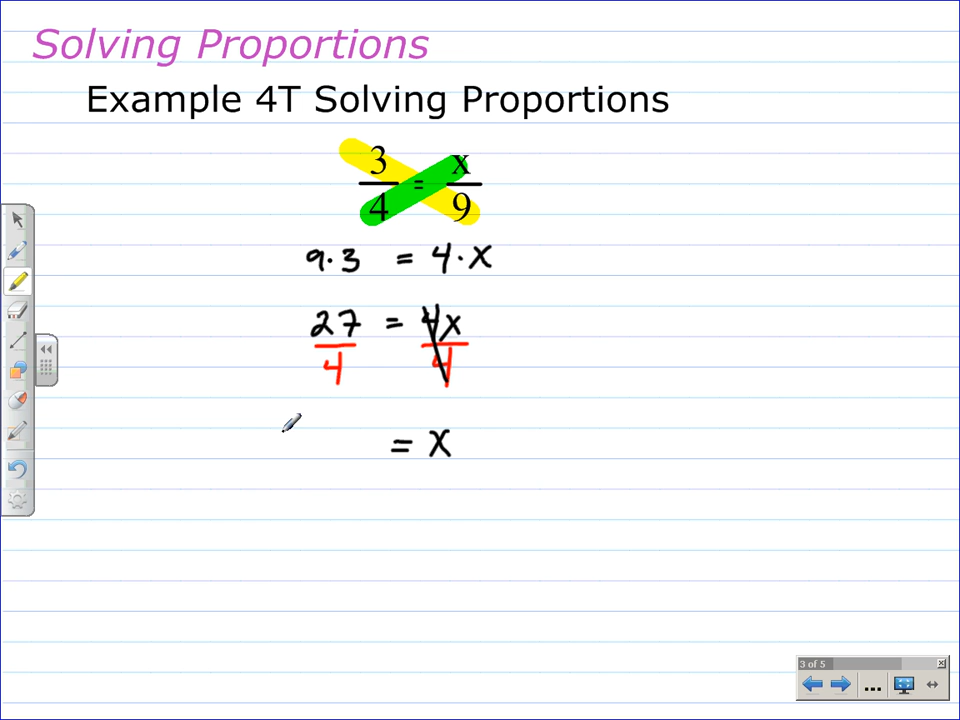 Solving Proportions
Example 4T Solving Proportions
3/4 = x/9
9·3 = 4·x
27/4 = 4x/4
= x
3 of 5